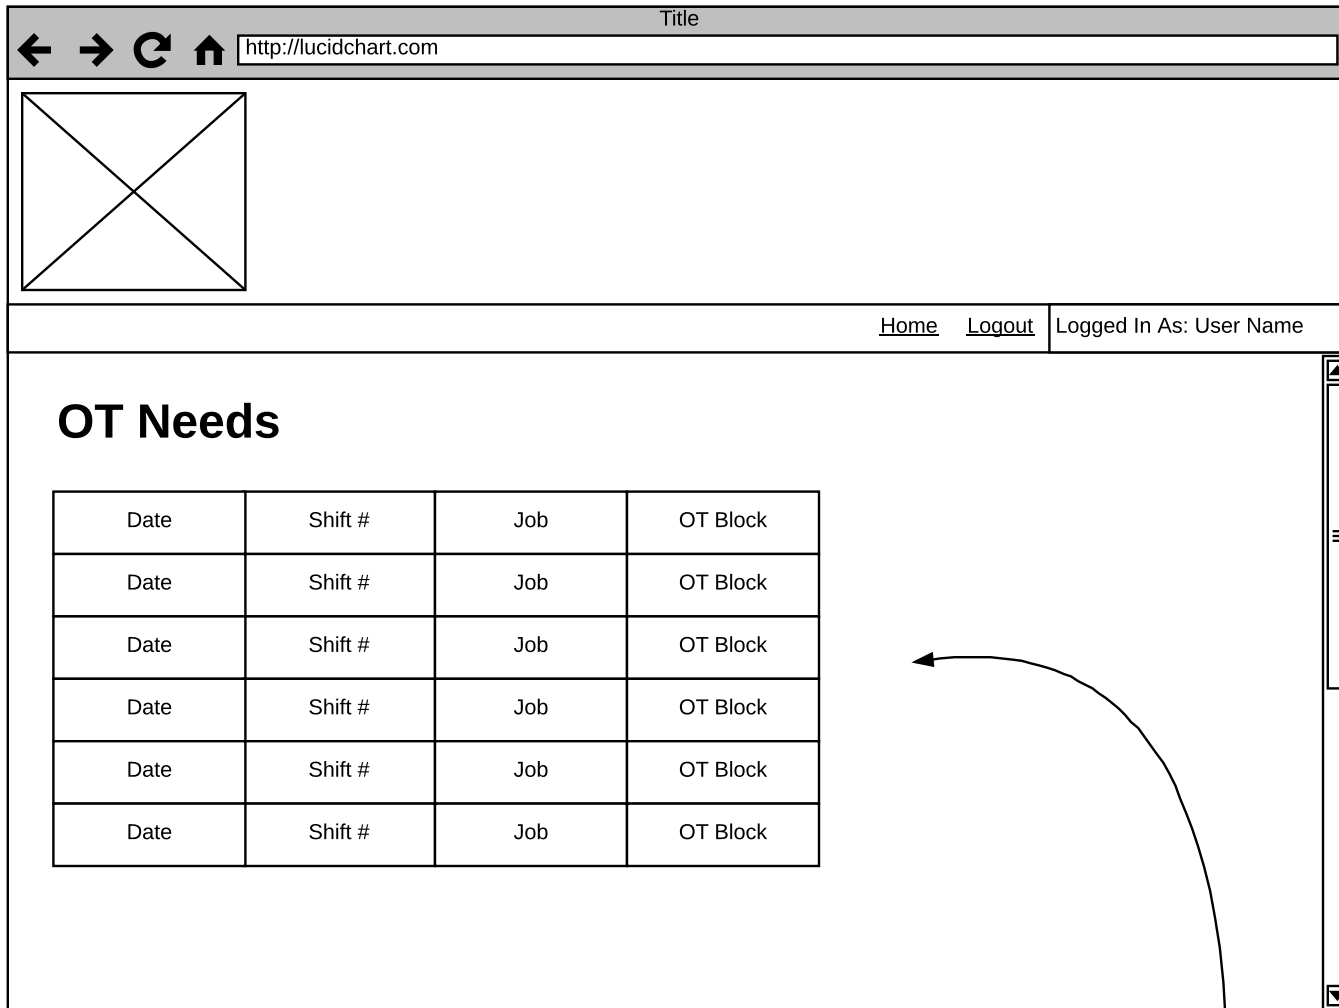 Title
http://lucidchart.com
Home Logout Logged In As: User Name
OT Needs
Date Shift # Job OT Block
Date Shift # Job OT Block
Date Shift # Job OT Block
Date Shift # Job OT Block
Date Shift # Job OT Block
Date Shift # Job OT Block